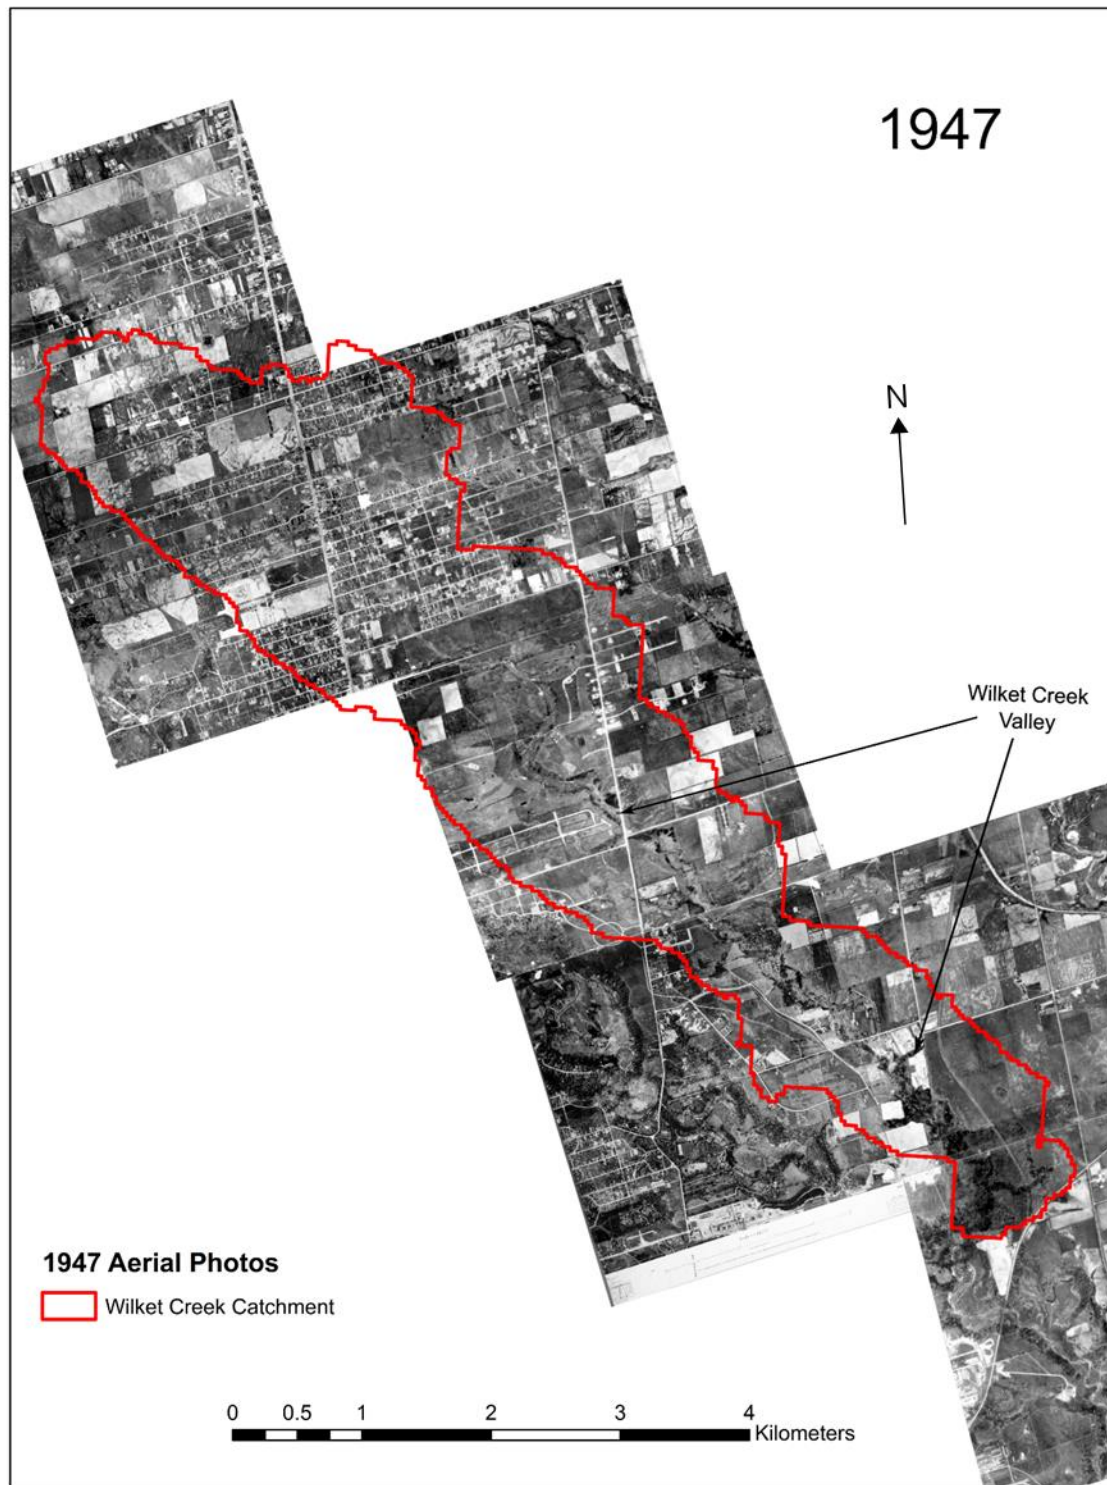 1947
N
Wilket Creek
Valley
1947 Aerial Photos
Wilket Creek Catchment
0 0.5 1 2 3 4
Kilometers